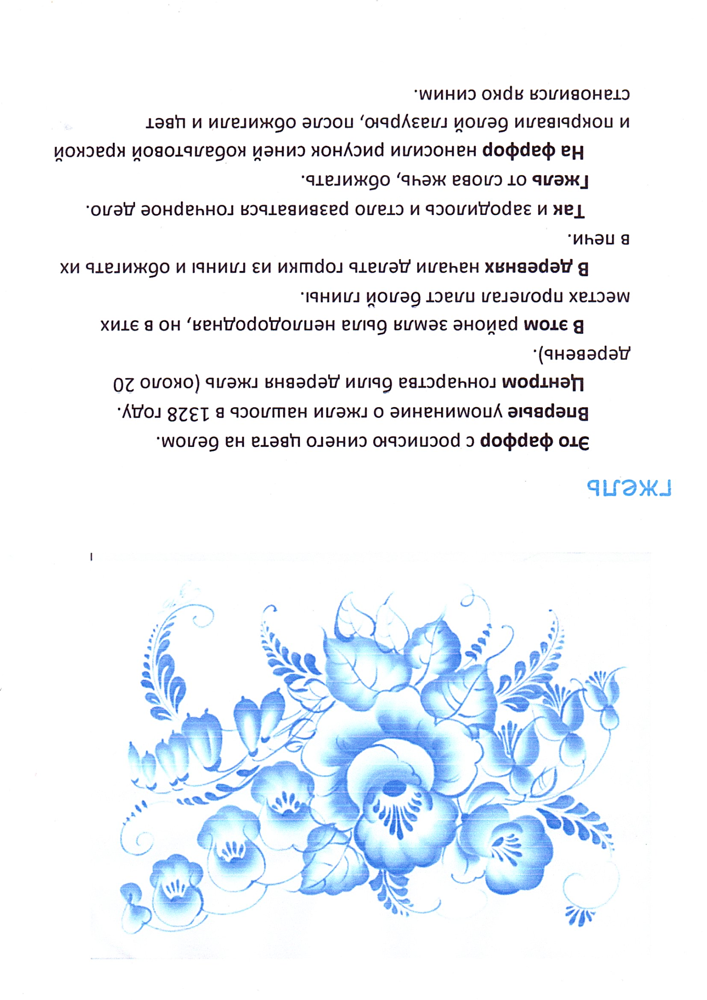 гжель
Это фарфор с росписью синего цвета на белом.
Впервые упоминание о гжели нашлось в 1328 году.
Центром гончарства были деревня гжель (около 20
деревень).
В этом районе земля была неплодородная, но в этих
местах пролегал пласт белой глины.
В деревнях начали делать горшки из глины и обжигать их
в печи.
Так и зародилось и стало развиваться гончарное дело.
Гжель от слова жечь, обжигать.
На фарфор наносили рисунок синей кобальтовой краской
и покрывали белой глазурью, после обжигали и цвет
становился ярко синим.